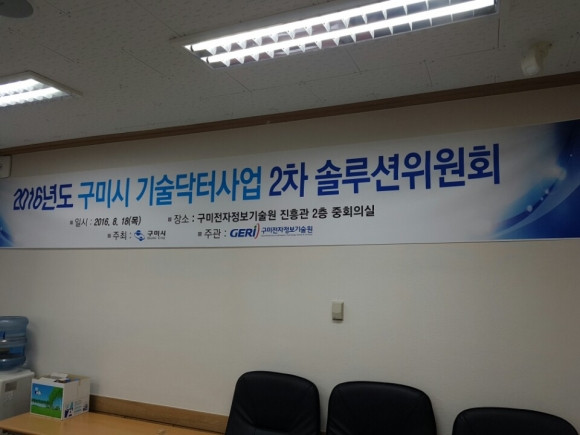 2016년도 구미시 기술닥터사업 2차 솔루션위원회
▪일시 : 2016. 8. 18(목) ▪장소 : 구미전자정보기술원 진흥관 2층 중회의실
▪주최 : 구미시 ▪주관 : GERI 구미전자정보기술원